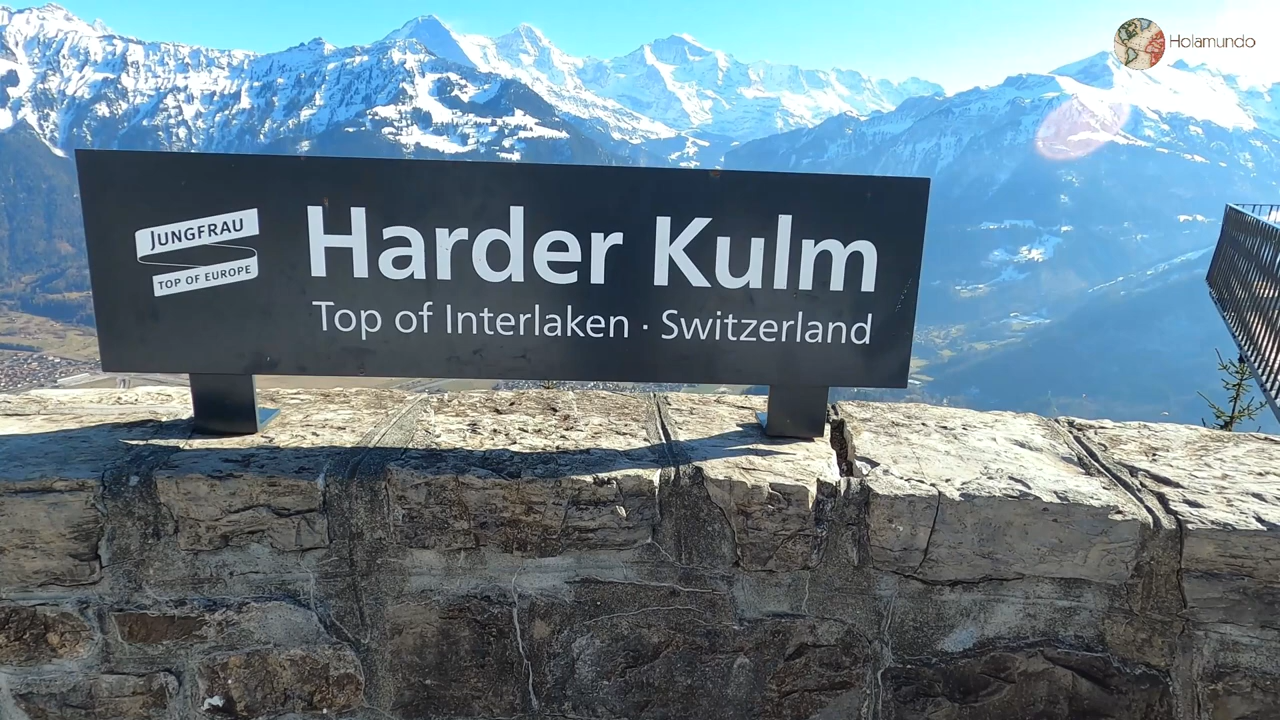 Holamundo
JUNGFRAU
TOP OF EUROPE
Harder Kulm
Top of Interlaken · Switzerland